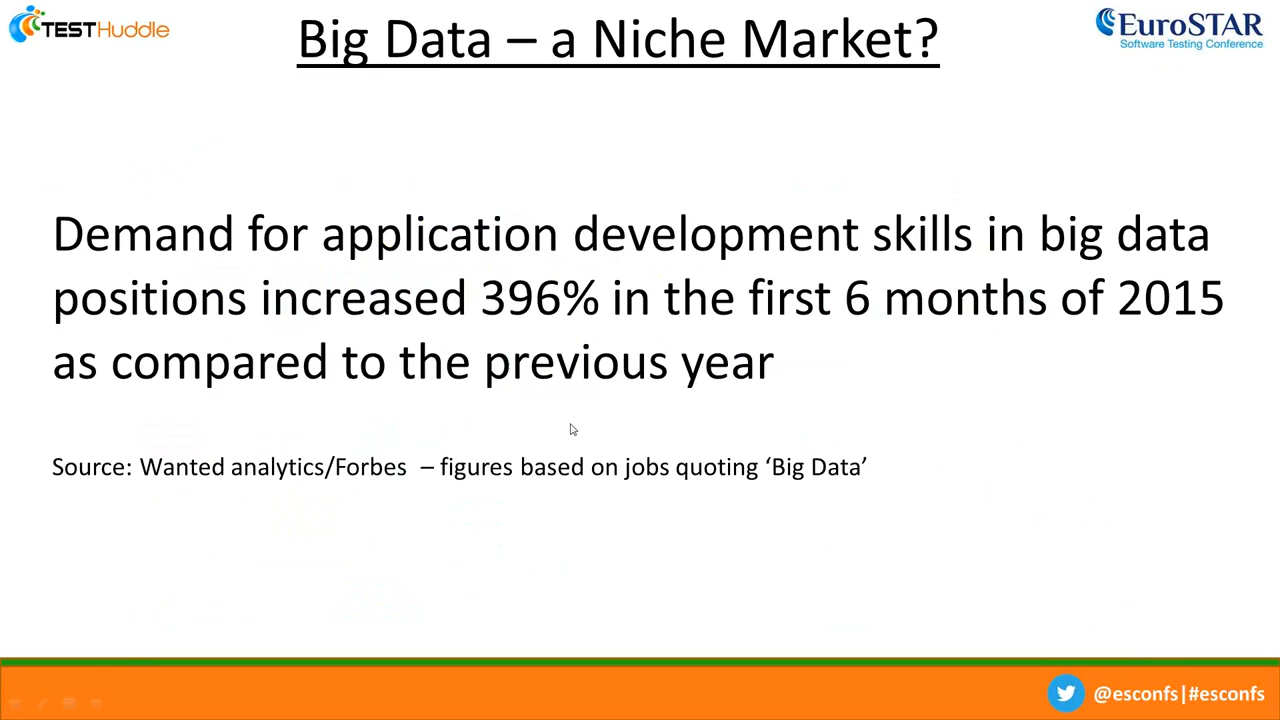 TESTHuddle
Big Data – a Niche Market?
EuroSTAR
Software Testing Conference
Demand for application development skills in big data
positions increased 396% in the first 6 months of 2015
as compared to the previous year
Source: Wanted analytics/Forbes – figures based on jobs quoting ‘Big Data’
@esconfs|#esconfs